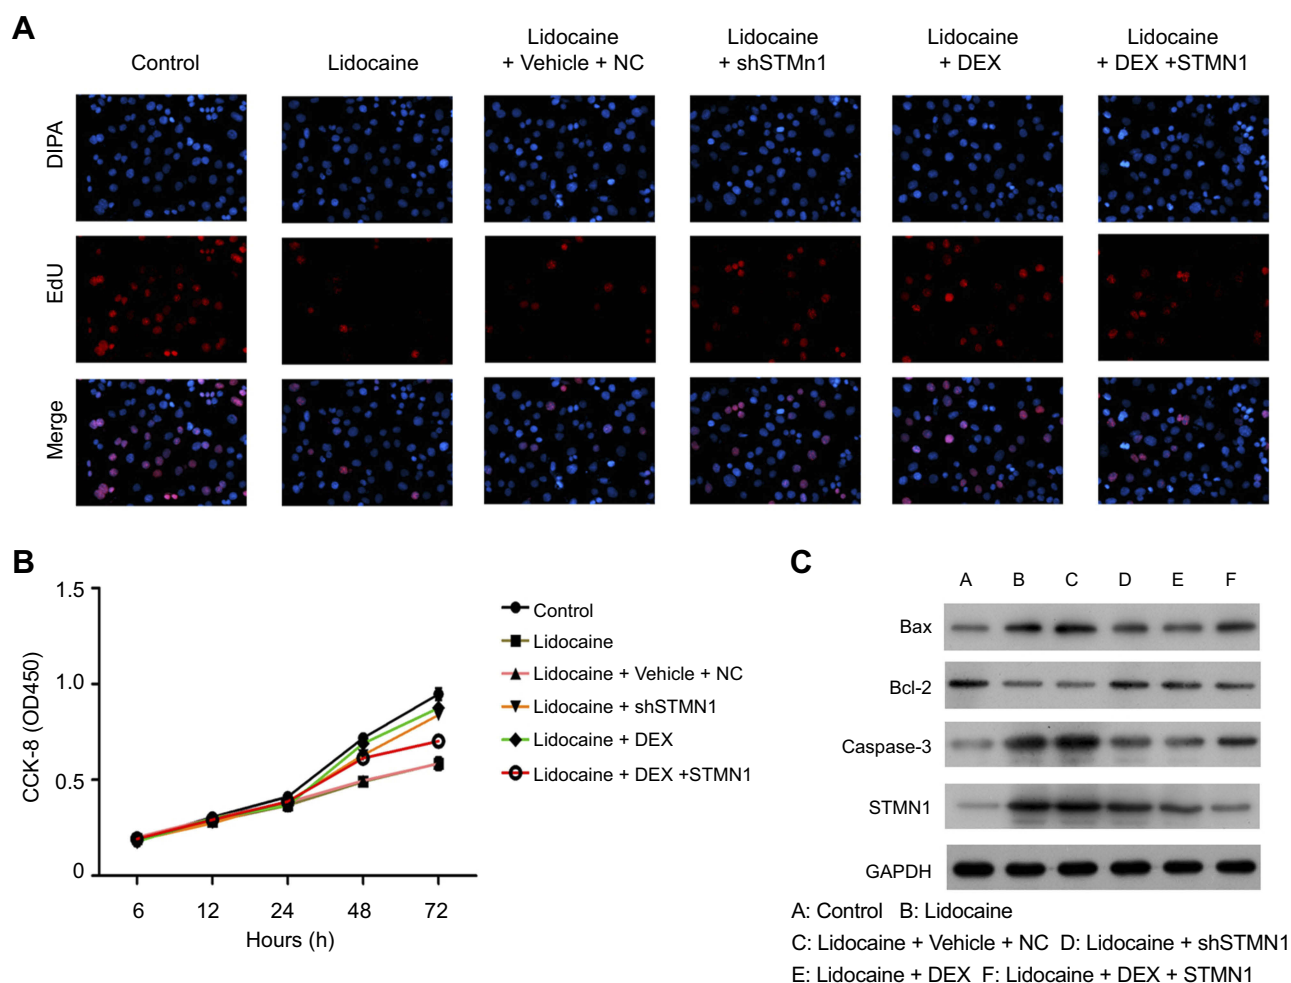 A
Control
Lidocaine
Lidocaine
+ Vehicle + NC
Lidocaine
+ shSTMn1
Lidocaine
+ DEX
Lidocaine
+ DEX +STMN1
DIPA
EdU
Merge
B
CCK-8 (OD450)
1.5
1.0
0.5
0
6 12 24 48 72
Hours (h)
Control
Lidocaine
Lidocaine + Vehicle + NC
Lidocaine + shSTMN1
Lidocaine + DEX
Lidocaine + DEX +STMN1
C
A B C D E F
Bax
Bcl-2
Caspase-3
STMN1
GAPDH
A: Control B: Lidocaine
C: Lidocaine + Vehicle + NC D: Lidocaine + shSTMN1
E: Lidocaine + DEX F: Lidocaine + DEX + STMN1